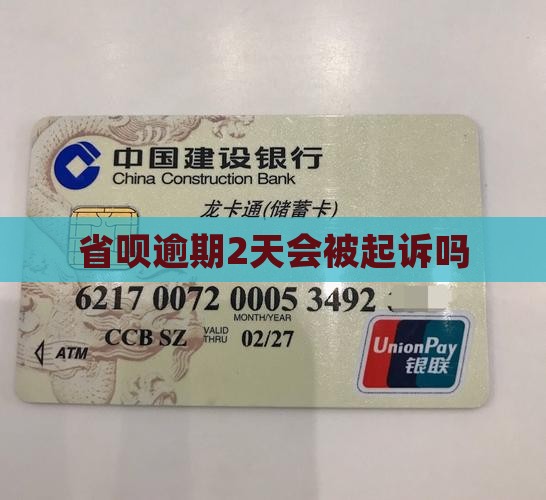 中国建设银行
China Construction Bank
龙卡通(储蓄卡)
省呗逾期2天会被起诉吗
6217 0072 0005 3492
MONTH/YEAR
CCB SZ VALID THRU 02/27
ATM
UnionPay
银联